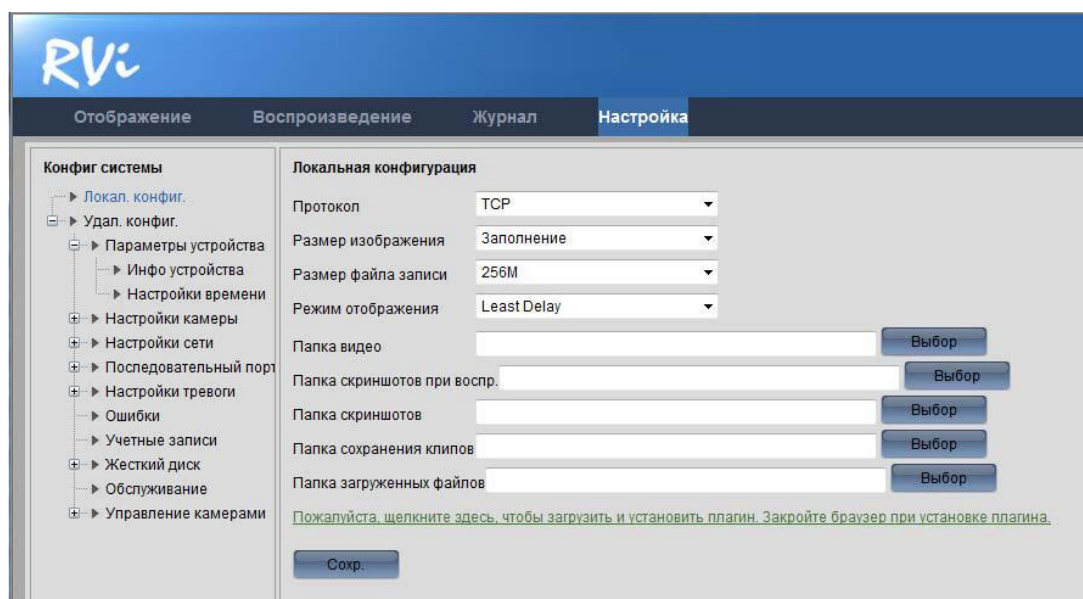 RVi
Отображение Воспроизведение Журнал Настройка
Конфиг системы
Локал. конфиг.
Удал. конфиг.
Параметры устройства
Инфо устройства
Настройки времени
Настройки камеры
Настройки сети
Последовательный порт
Настройки тревоги
Ошибки
Учетные записи
Жесткий диск
Обслуживание
Управление камерами
Локальная конфигурация
Протокол TCP
Размер изображения Заполнение
Размер файла записи 256M
Режим отображения Least Delay
Папка видео Выбор
Папка скриншотов при воспр. Выбор
Папка скриншотов Выбор
Папка сохранения клипов Выбор
Папка загруженных файлов Выбор
Пожалуйста, щелкните здесь, чтобы загрузить и установить плагин. Закройте браузер при установке плагина.
Сохр.